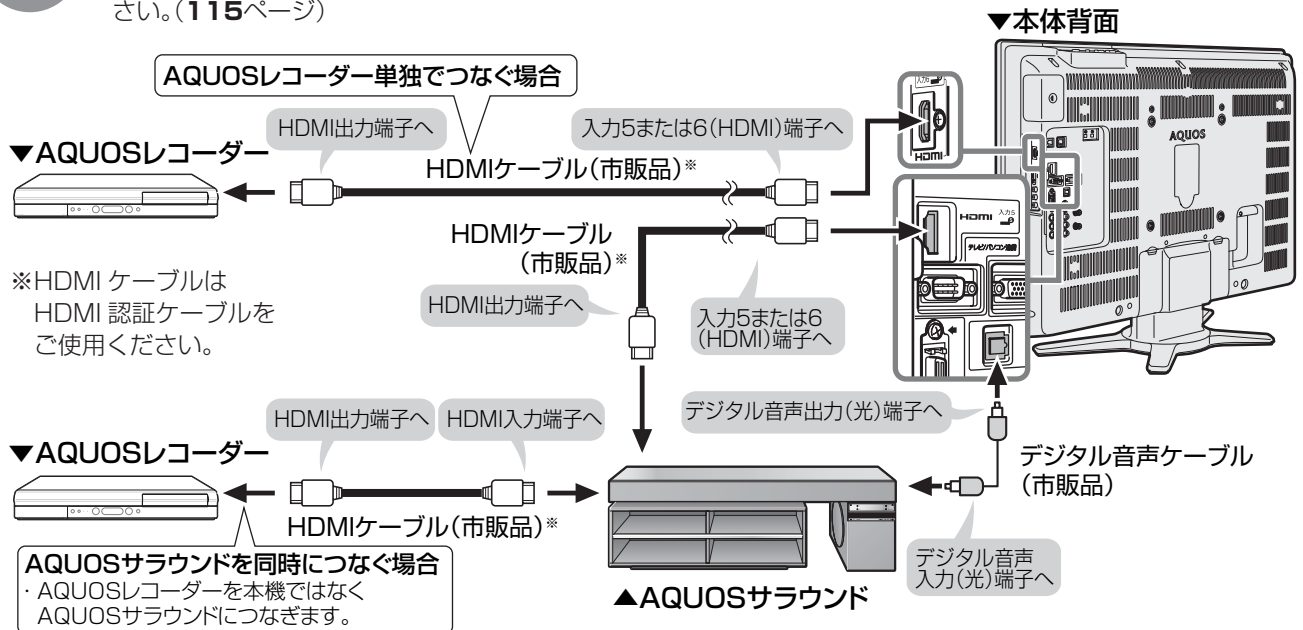 さい。(115ページ)
▼本体背面
AQUOSレコーダー単独でつなぐ場合
HDMI出力端子へ
入力5または6(HDMI)端子へ
▼AQUOSレコーダー
HDMIケーブル(市販品)※
入力6
HDMI
AQUOS
HDMI 入力5
テレビ/パソコン接続
HDMIケーブル
(市販品)※
※HDMI ケーブルは
HDMI 認証ケーブルを
ご使用ください。
HDMI出力端子へ
入力5または6
(HDMI)端子へ
HDMI出力端子へ
HDMI入力端子へ
デジタル音声出力(光)端子へ
▼AQUOSレコーダー
デジタル音声ケーブル
(市販品)
HDMIケーブル(市販品)※
AQUOSサラウンドを同時につなぐ場合
・AQUOSレコーダーを本機ではなく
AQUOSサラウンドにつなぎます。
デジタル音声
入力(光)端子へ
▲AQUOSサラウンド